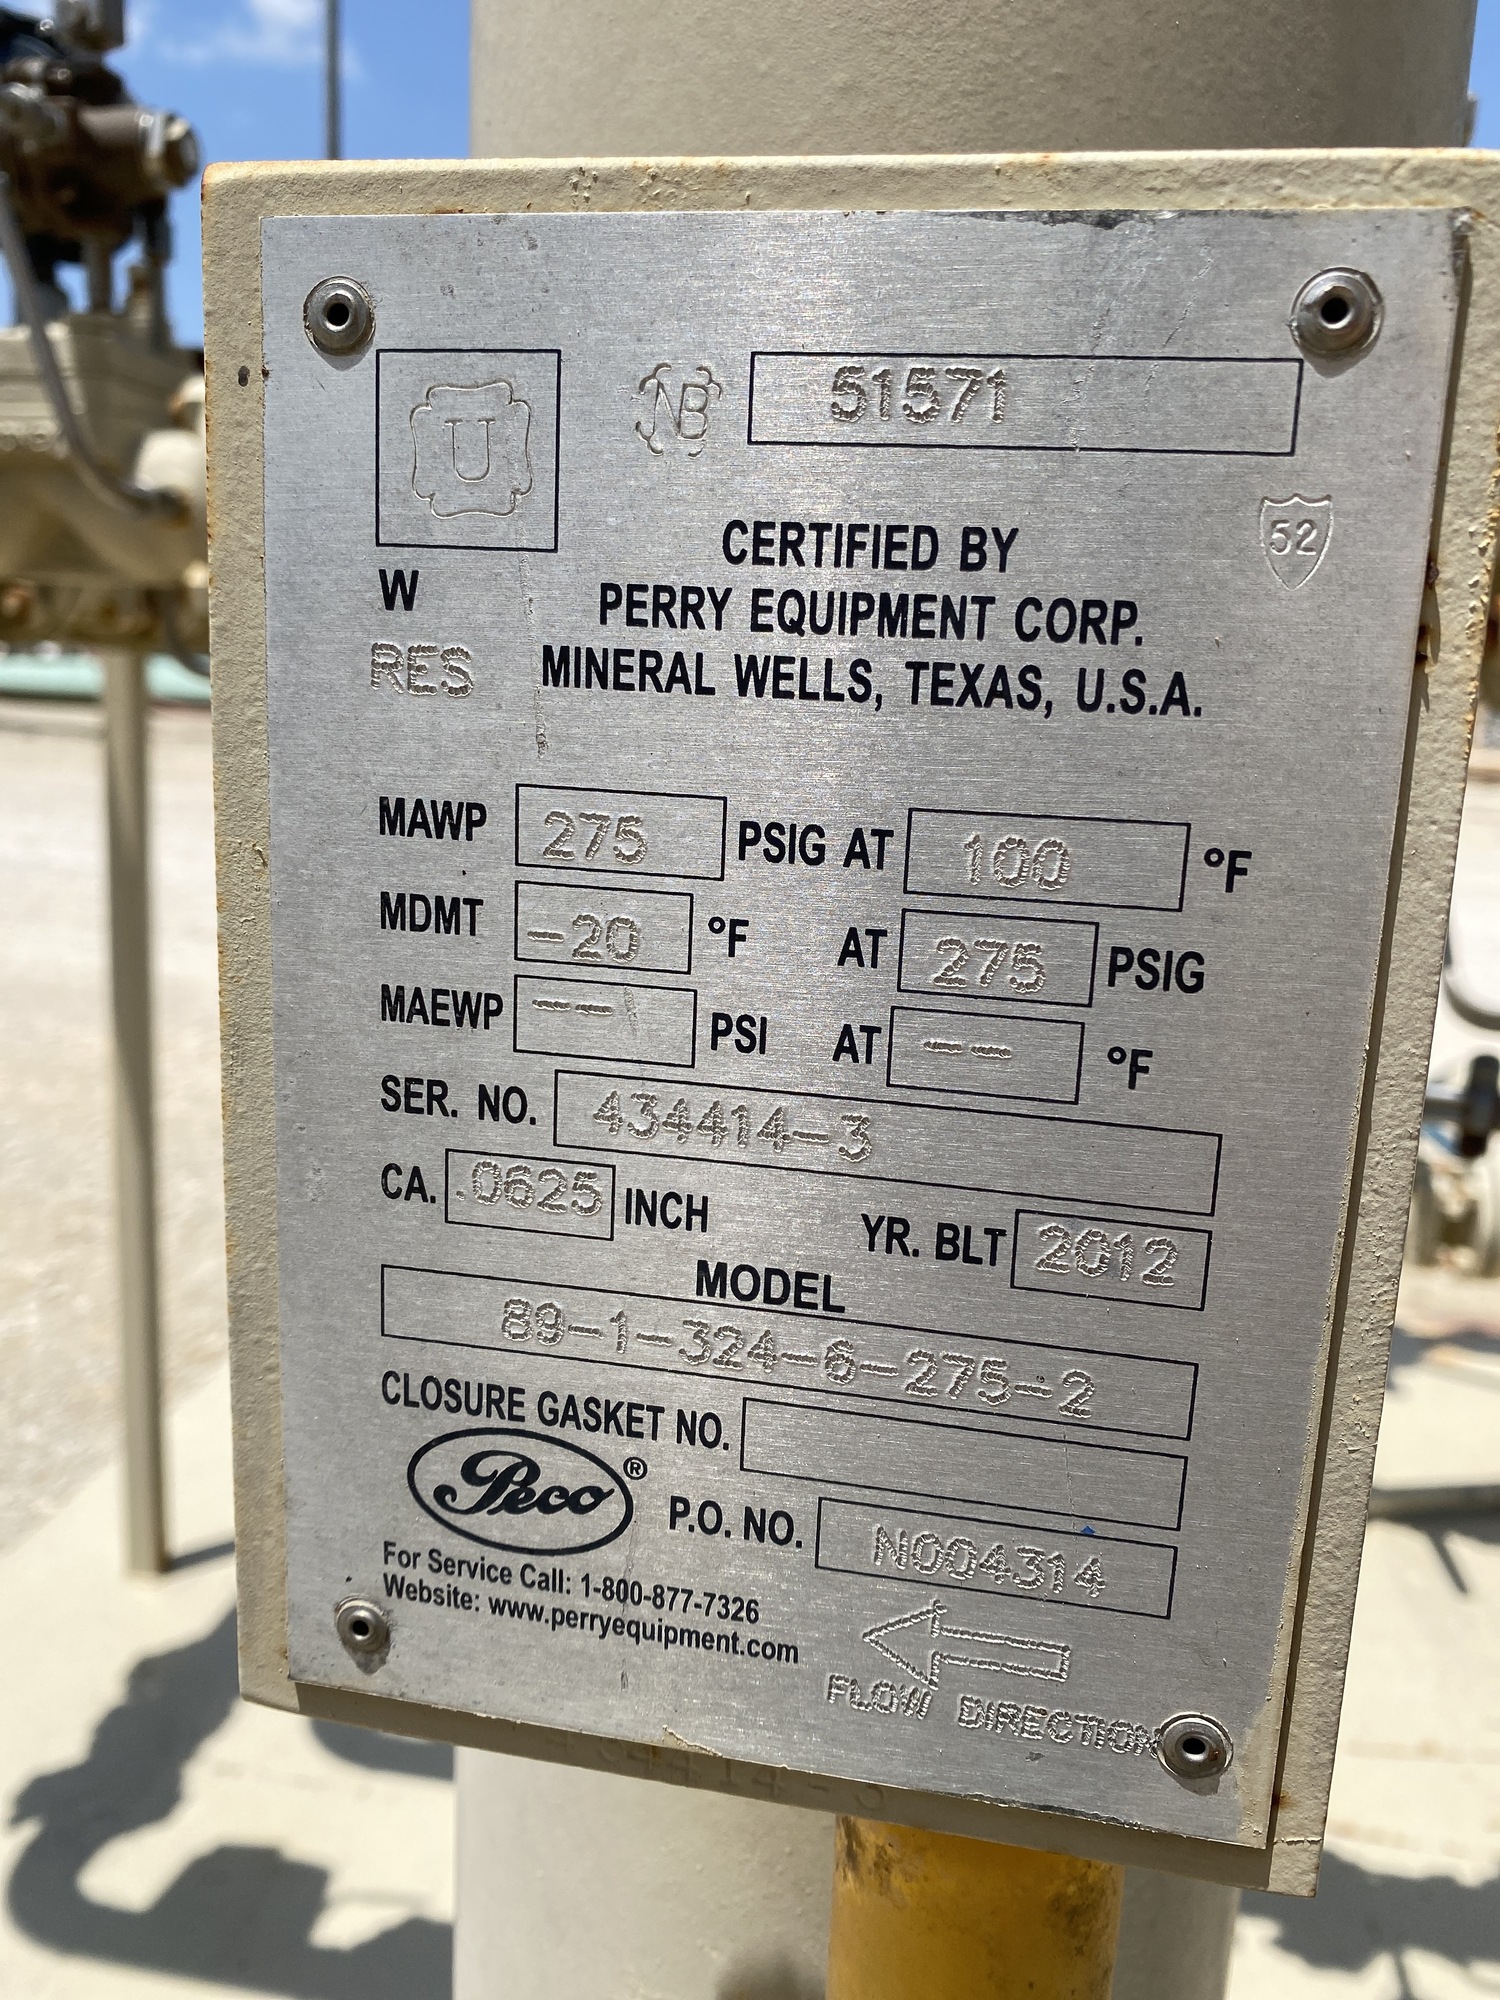 U NB 51571
52
CERTIFIED BY
W PERRY EQUIPMENT CORP.
RES MINERAL WELLS, TEXAS, U.S.A.
MAWP 275 PSIG AT 100 °F
MDMT -20 °F AT 275 PSIG
MAEWP -- PSI AT -- °F
SER. NO. 434414-3
CA. .0625 INCH YR. BLT 2012
MODEL
89-1-324-6-275-2
CLOSURE GASKET NO.
Peco ® P.O. NO. N004314
For Service Call: 1-800-877-7326
Website: www.perryequipment.com
FLOW DIRECTION
434414-3